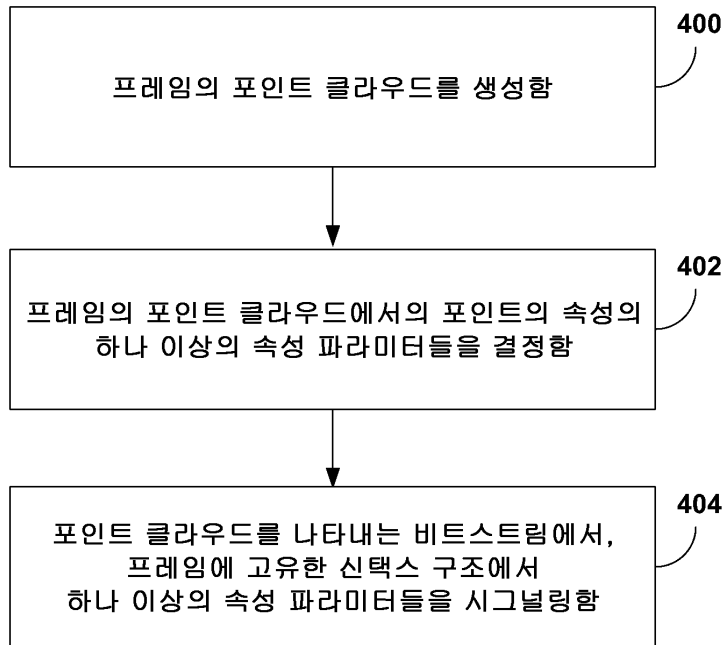 400
프레임의 포인트 클라우드를 생성함
402
프레임의 포인트 클라우드에서의 포인트의 속성의
하나 이상의 속성 파라미터들을 결정함
404
포인트 클라우드를 나타내는 비트스트림에서,
프레임에 고유한 신택스 구조에서
하나 이상의 속성 파라미터들을 시그널링함